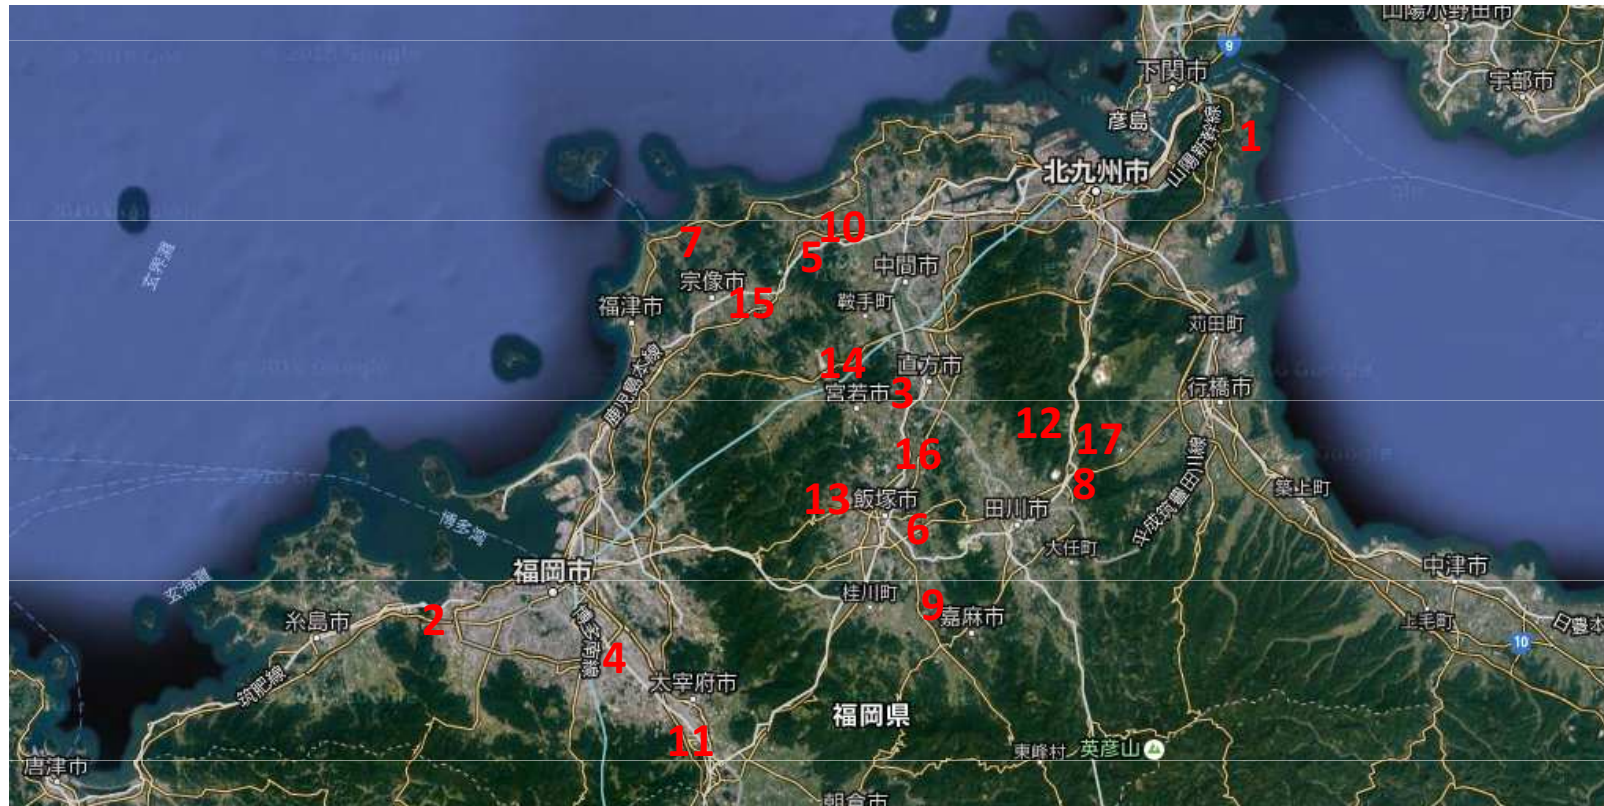 山陽小野田市
9
下関市
宇部市
彦島
1
山陽新幹線
北九州市
玄界灘
10
7
5
中間市
宗像市
15
鞍手町
福津市
苅田町
鹿児島本線
14
直方市
宮若市
3
行橋市
12
17
16
8
13
飯塚市
築上町
平成筑豊田川線
田川市
6
博多湾
大任町
福岡市
中津市
玄海灘
桂川町
9
嘉麻市
2
糸島市
上毛町
日豊本
10
博多南線
4
筑肥線
太宰府市
福岡県
11
東峰村
英彦山
唐津市
朝倉市